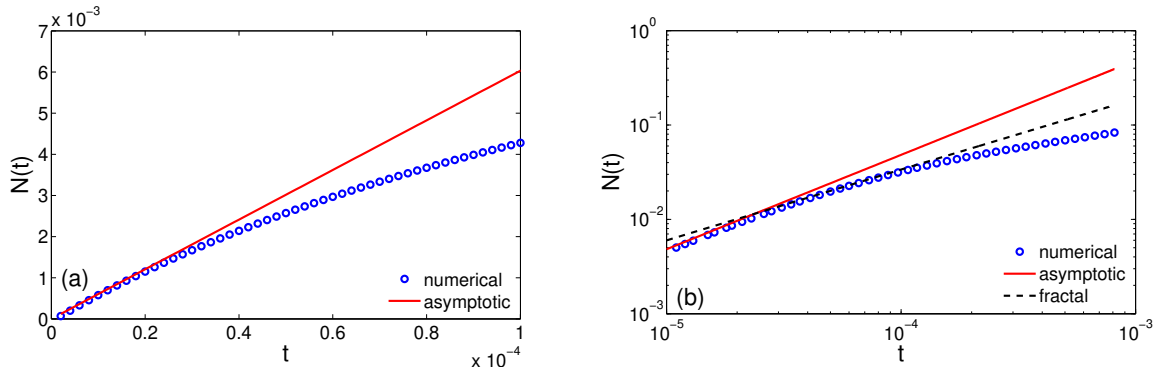 x 10^-3
7
6
5
4
3
2
1
0
N(t)
(a)
numerical
asymptotic
0 0.2 0.4 0.6 0.8 1
x 10^-4
t
10^0
10^-1
10^-2
10^-3
N(t)
(b)
numerical
asymptotic
fractal
10^-5 10^-4 10^-3
t